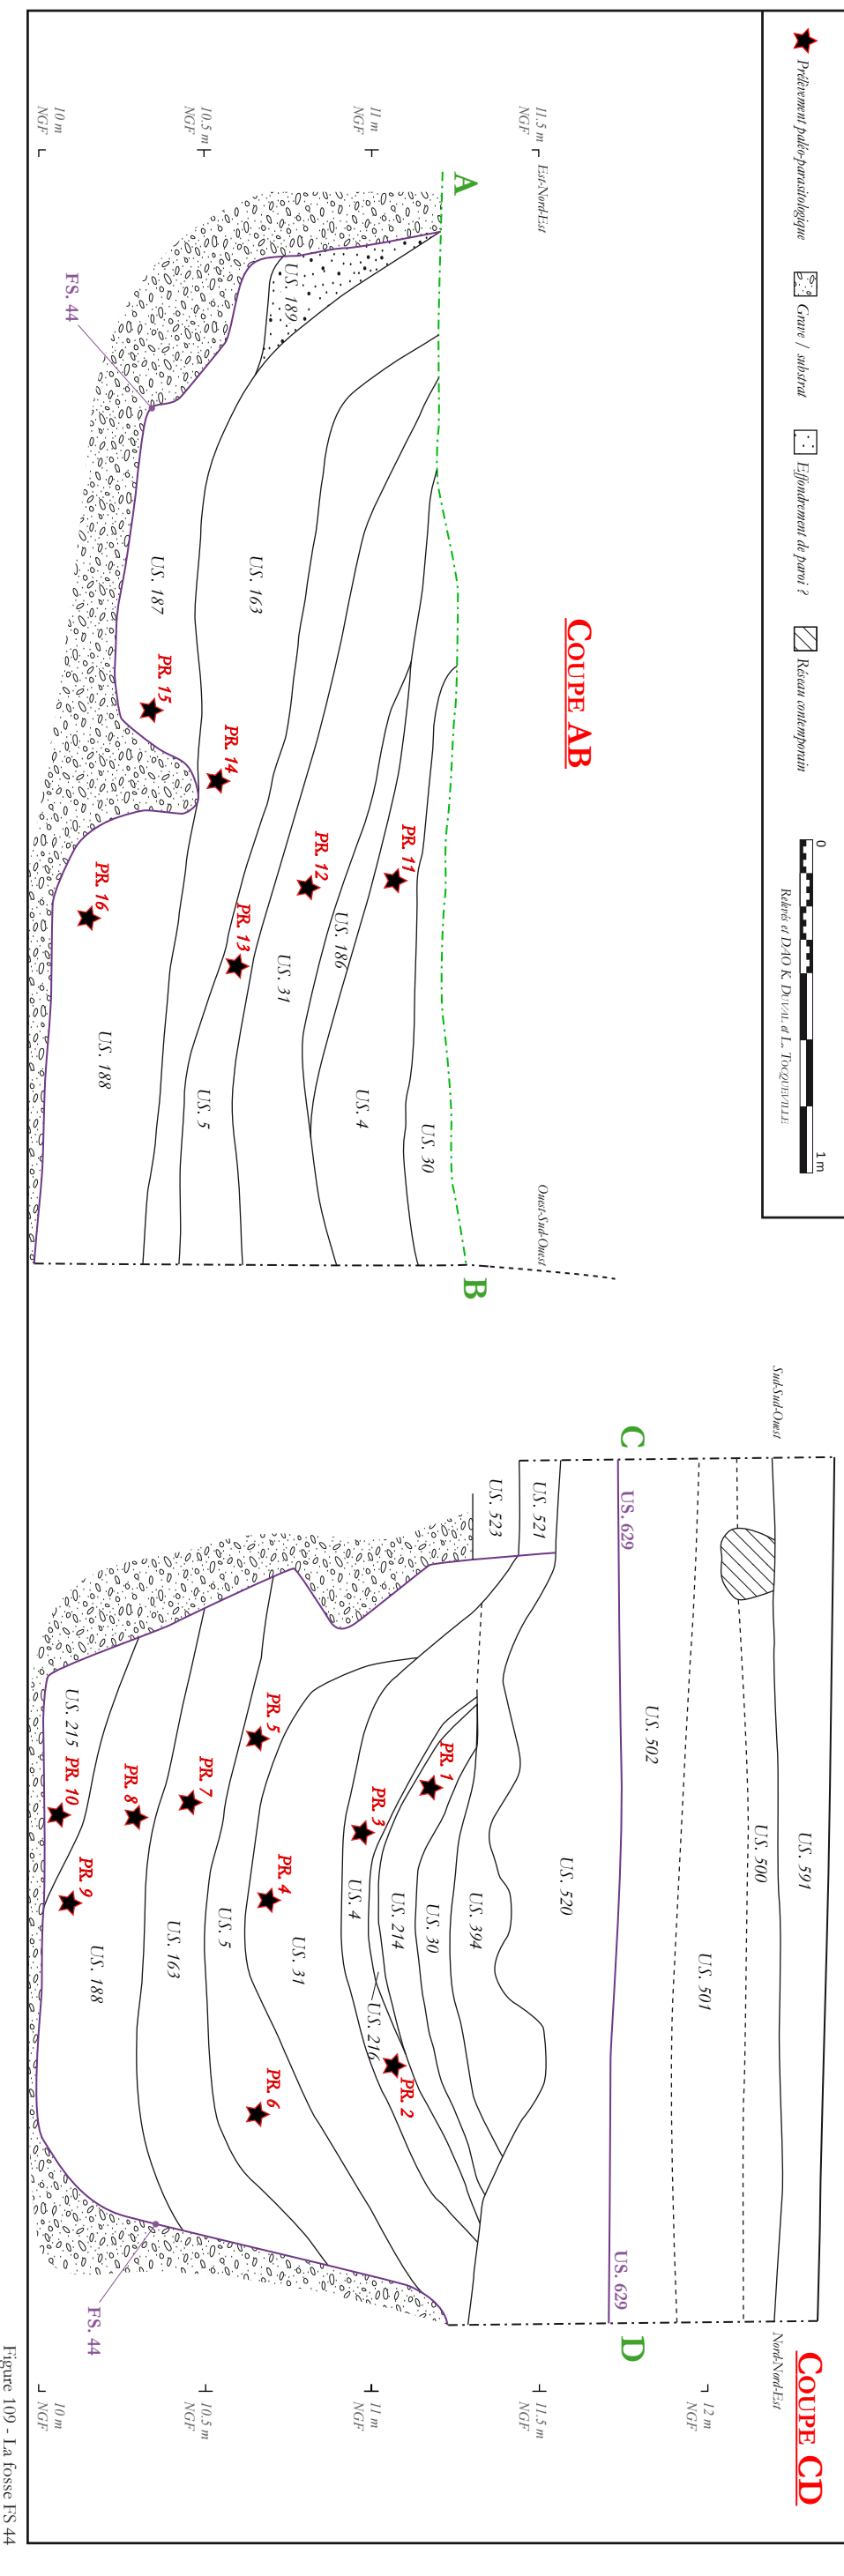 Prélèvement paléo-parasitologique
Grave / substrat
Effondrement de paroi ?
Réseau contemporain
0
1 m
Relevés et DAO K. Duval et L. Tocqueville
COUPE AB
Est-Nord-Est
Ouest-Sud-Ouest
A
B
11.5 m
NGF
11 m
NGF
10.5 m
NGF
10 m
NGF
US. 189
US. 163
US. 187
FS. 44
PR. 15
PR. 14
PR. 16
PR. 11
PR. 12
PR. 13
US. 186
US. 31
US. 188
US. 5
US. 4
US. 30
COUPE CD
Sud-Sud-Ouest
Nord-Nord-Est
C
D
US. 629
US. 629
US. 591
US. 500
US. 501
US. 502
US. 521
US. 523
US. 520
US. 394
US. 30
US. 214
US. 4
US. 216
US. 31
US. 5
US. 163
US. 188
US. 215
PR. 1
PR. 2
PR. 3
PR. 4
PR. 5
PR. 6
PR. 7
PR. 8
PR. 9
PR. 10
FS. 44
12 m
NGF
11.5 m
NGF
11 m
NGF
10.5 m
NGF
10 m
NGF
Figure 109 - La fosse FS 44